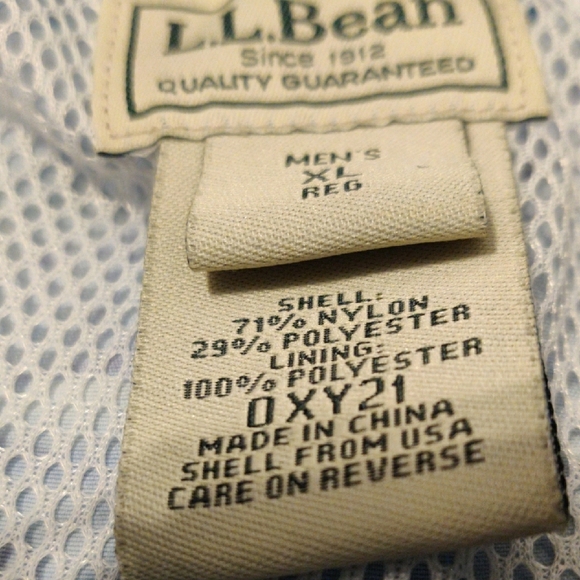 L.L.Bean
Since 1912
QUALITY GUARANTEED
MEN'S
XL
REG
SHELL:
71% NYLON
29% POLYESTER
LINING:
100% POLYESTER
0XY21
MADE IN CHINA
SHELL FROM USA
CARE ON REVERSE